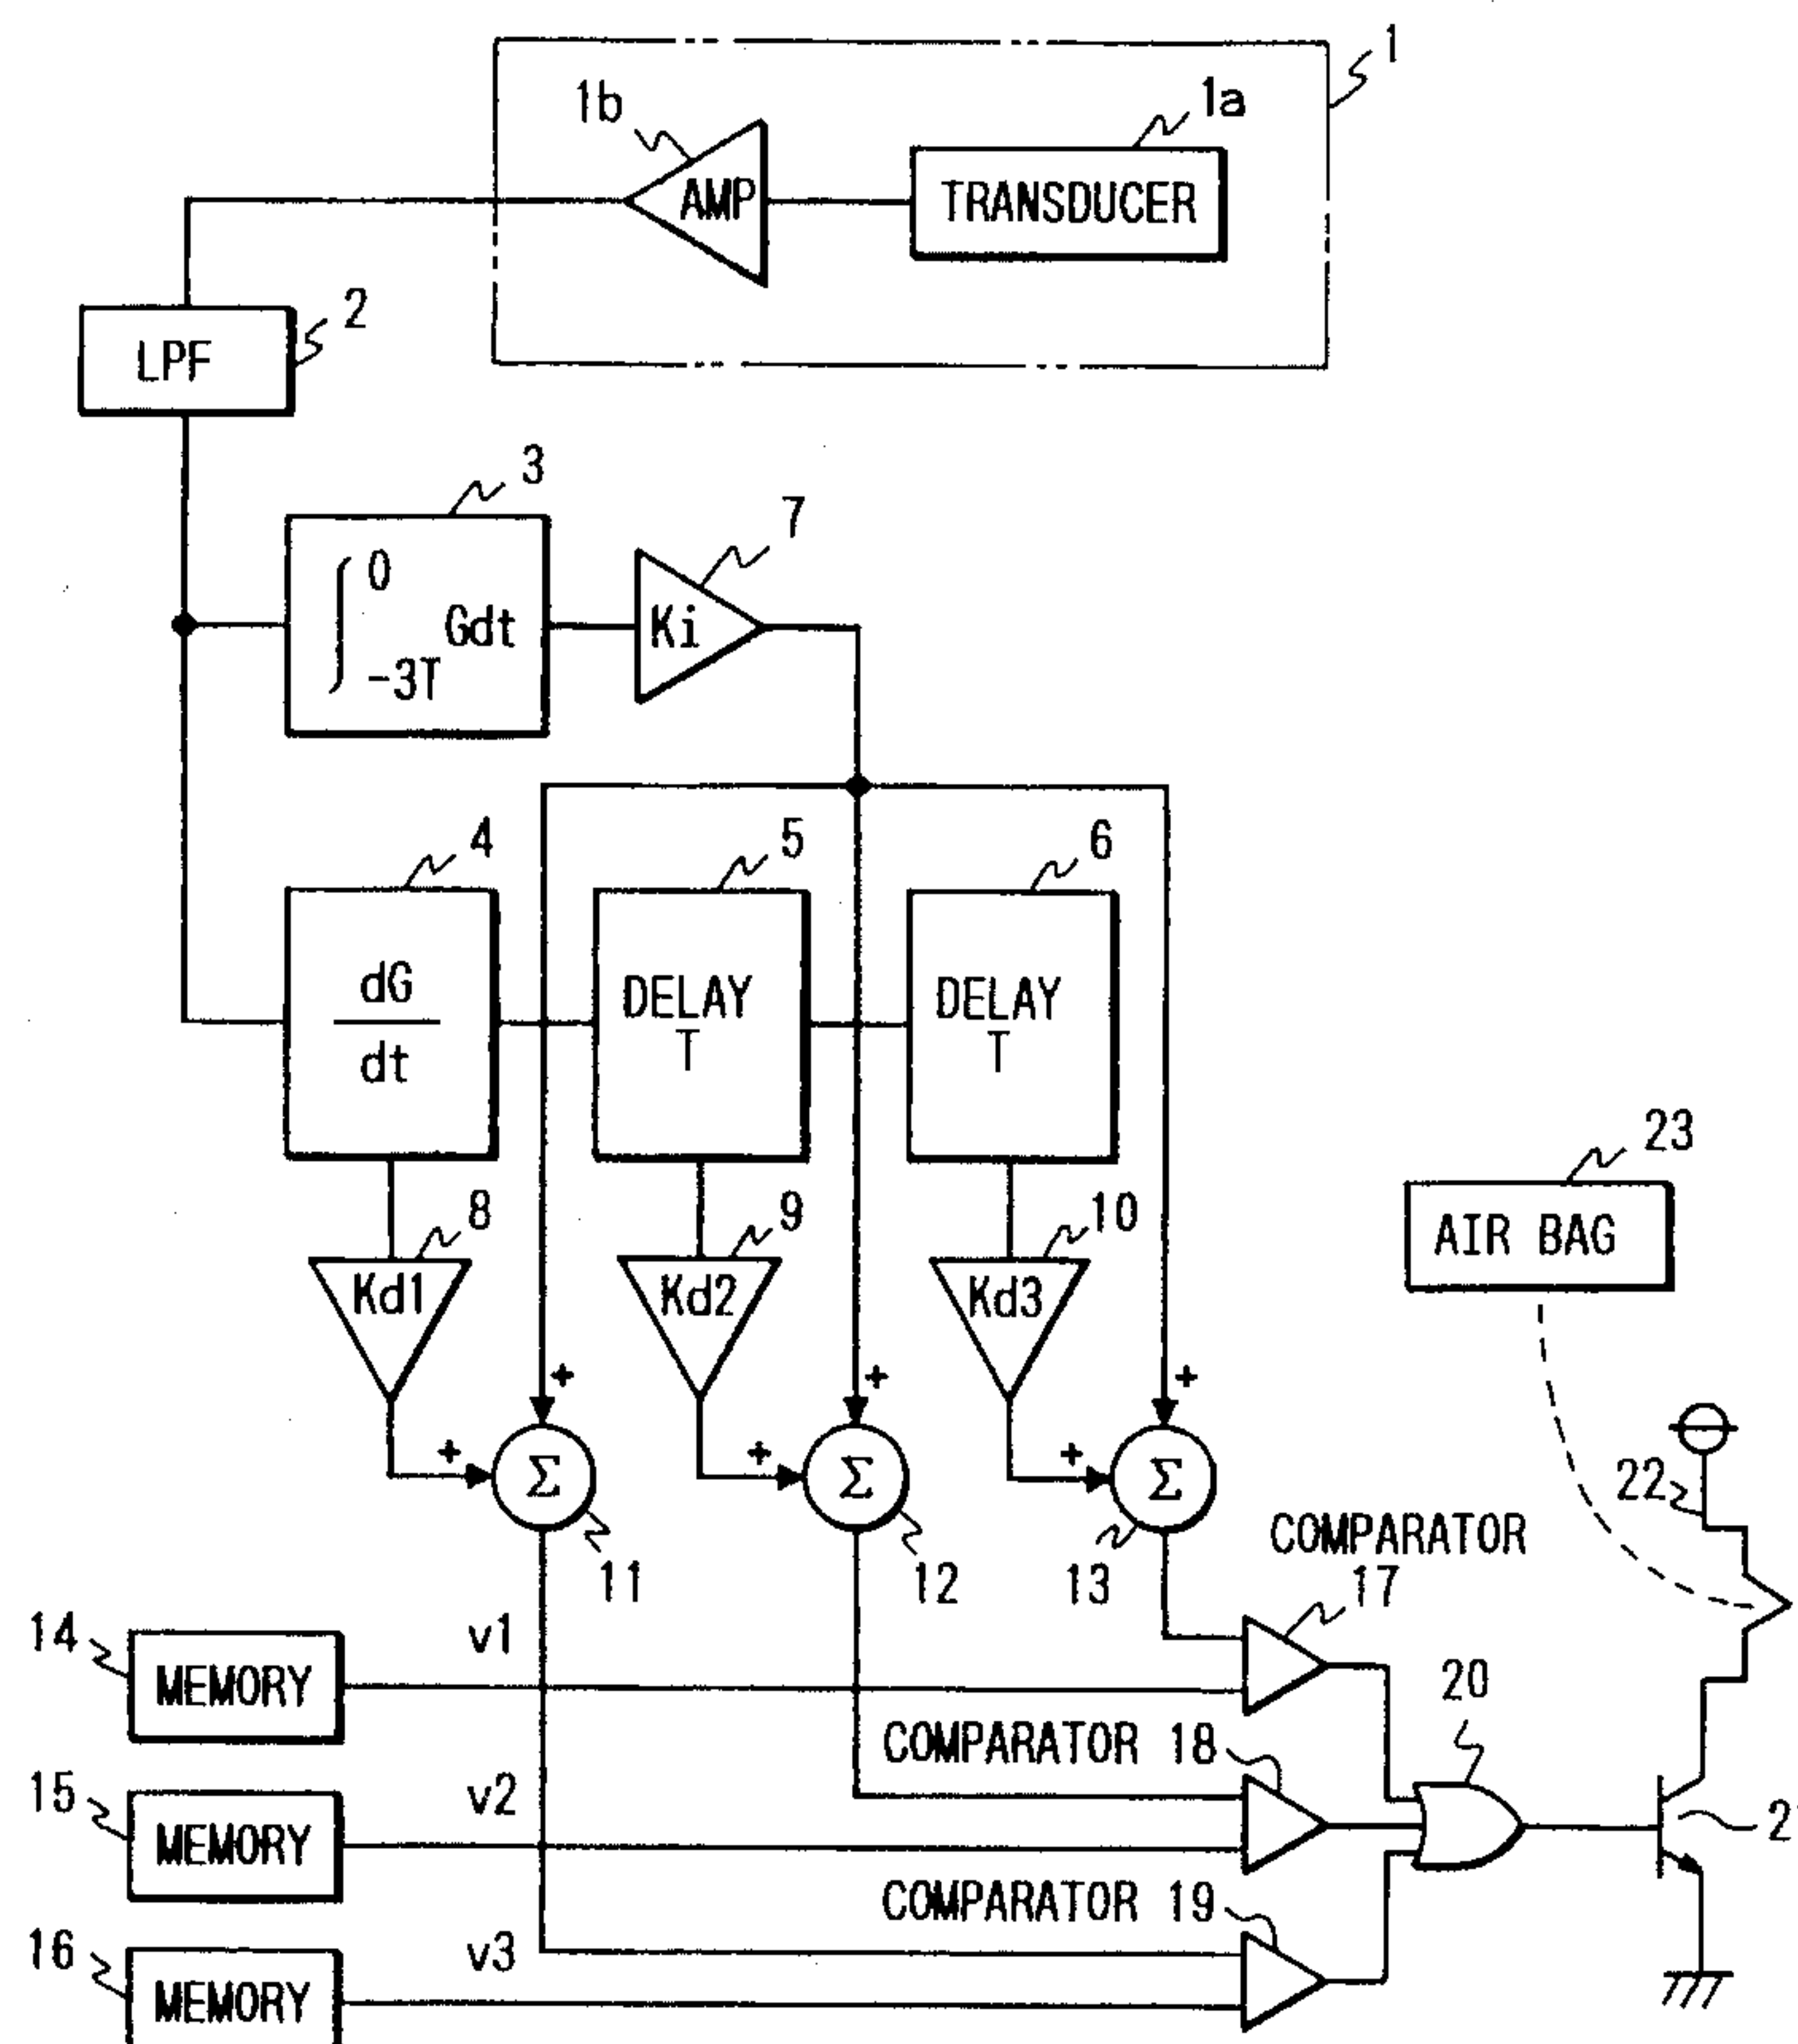 1
1b
1a
AMP
TRANSDUCER
2
LPF
3
7
∫ 0 -3T Gdt
Ki
4
5
6
dG
dt
DELAY
T
DELAY
T
23
AIR BAG
8
9
10
Kd1
Kd2
Kd3
+
+
+
+
+
+
Σ
Σ
Σ
22
11
12
13
COMPARATOR
17
14
MEMORY
v1
20
COMPARATOR 18
15
MEMORY
v2
2
COMPARATOR 19
16
MEMORY
v3